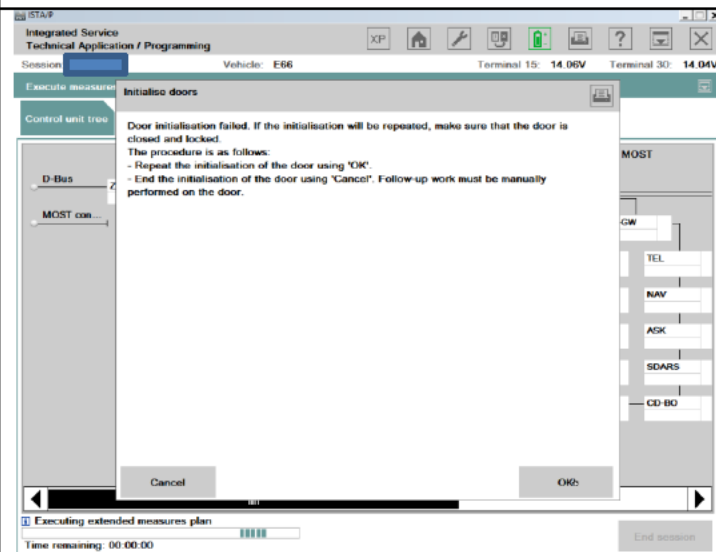 ISTA/P
Integrated Service
Technical Application / Programming
XP
?
Session
Vehicle: E66
Terminal 15: 14.06V
Terminal 30: 14.04V
Execute measure
Initialise doors
Control unit tree
Door initialisation failed. If the initialisation will be repeated, make sure that the door is
closed and locked.
The procedure is as follows:
- Repeat the initialisation of the door using 'OK'.
- End the initialisation of the door using 'Cancel'. Follow-up work must be manually
performed on the door.
MOST
D-Bus
Z
MOST con...
GW
TEL
NAV
ASK
SDARS
CD-BO
Cancel
Executing extended measures plan
Time remaining: 00:00:00
End session